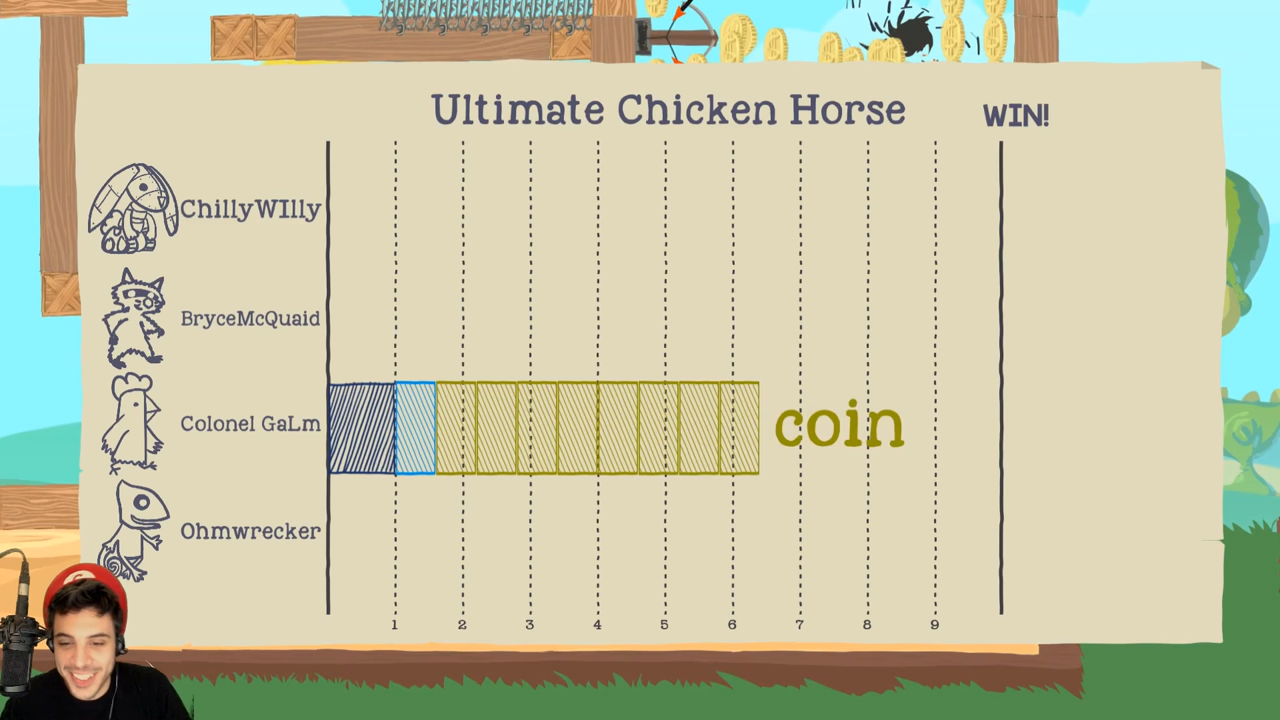 Ultimate Chicken Horse
WIN!
ChillyWIlly
BryceMcQuaid
Colonel GaLm
coin
Ohmwrecker
1 2 3 4 5 6 7 8 9